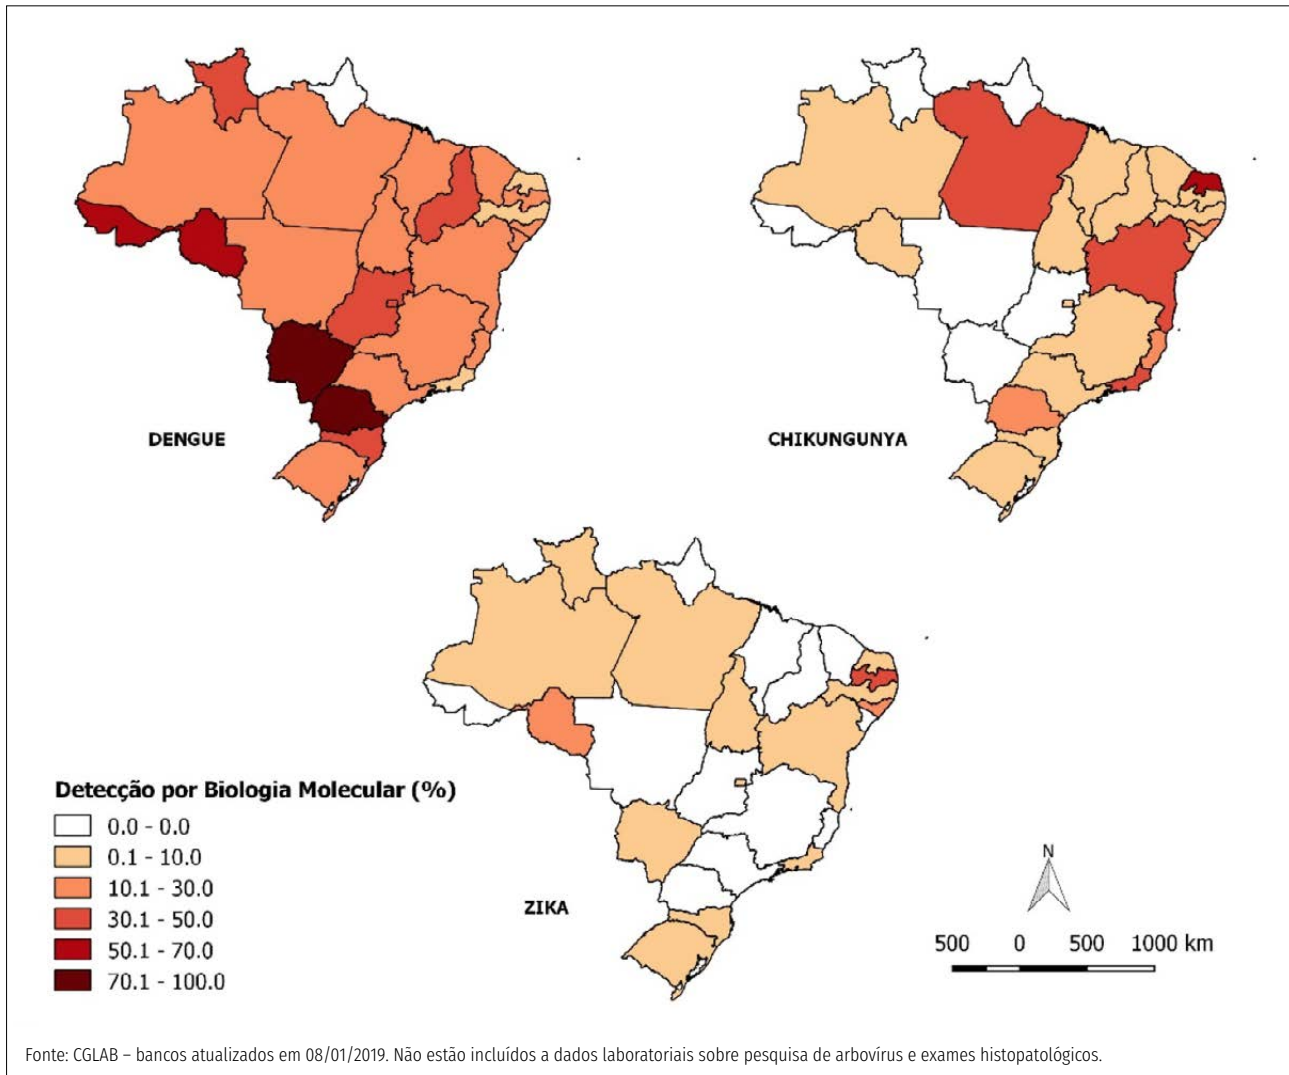 DENGUE
CHIKUNGUNYA
ZIKA
Detecção por Biologia Molecular (%)
0.0 - 0.0
0.1 - 10.0
10.1 - 30.0
30.1 - 50.0
50.1 - 70.0
70.1 - 100.0
N
500 0 500 1000 km
Fonte: CGLAB – bancos atualizados em 08/01/2019. Não estão incluídos a dados laboratoriais sobre pesquisa de arbovírus e exames histopatológicos.